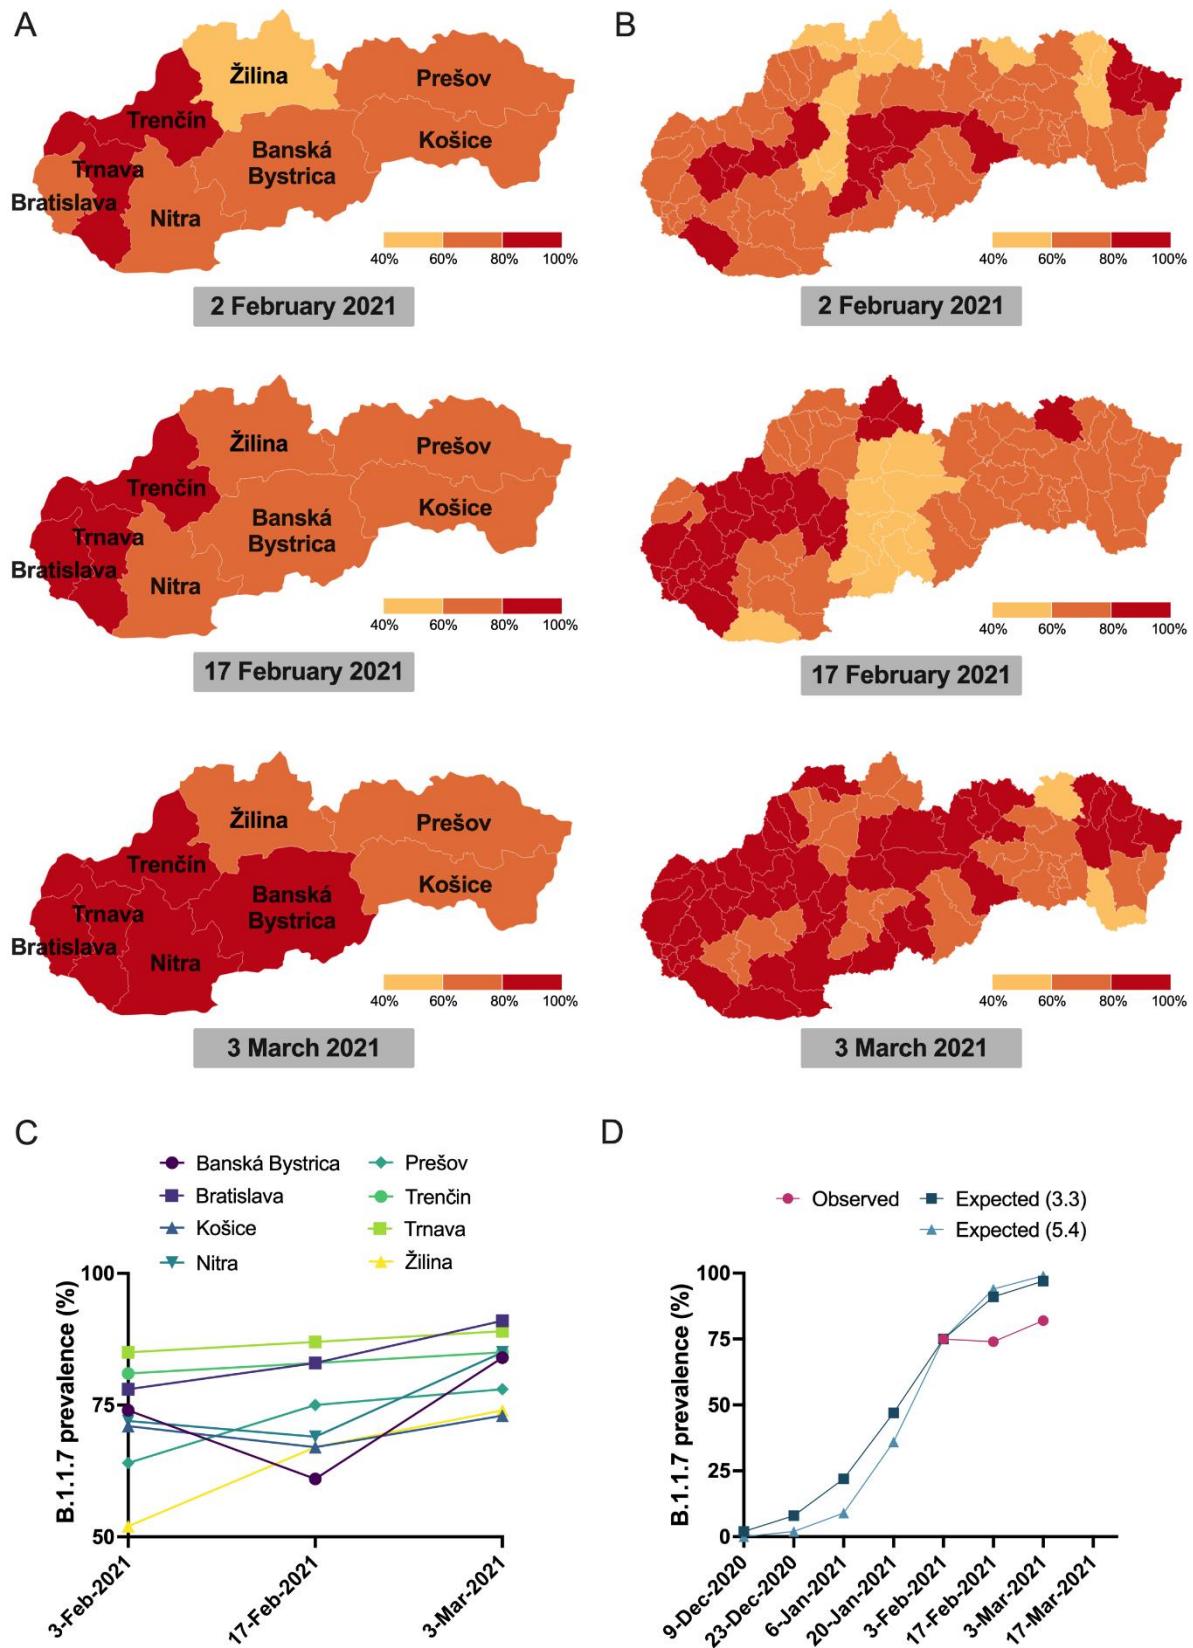 A
Žilina
Prešov
Trenčín
Košice
Banská
Bystrica
Trnava
Bratislava
Nitra
40% 60% 80% 100%
2 February 2021
B
40% 60% 80% 100%
2 February 2021
Žilina
Prešov
Trenčín
Košice
Banská
Bystrica
Trnava
Bratislava
Nitra
40% 60% 80% 100%
17 February 2021
40% 60% 80% 100%
17 February 2021
Žilina
Prešov
Trenčín
Košice
Banská
Bystrica
Trnava
Bratislava
Nitra
40% 60% 80% 100%
3 March 2021
40% 60% 80% 100%
3 March 2021
C
Banská Bystrica
Prešov
Bratislava
Trenčin
Košice
Trnava
Nitra
Žilina
B.1.1.7 prevalence (%)
100
75
50
3-Feb-2021
17-Feb-2021
3-Mar-2021
D
Observed
Expected (3.3)
Expected (5.4)
B.1.1.7 prevalence (%)
100
75
50
25
0
9-Dec-2020
23-Dec-2020
6-Jan-2021
20-Jan-2021
3-Feb-2021
17-Feb-2021
3-Mar-2021
17-Mar-2021